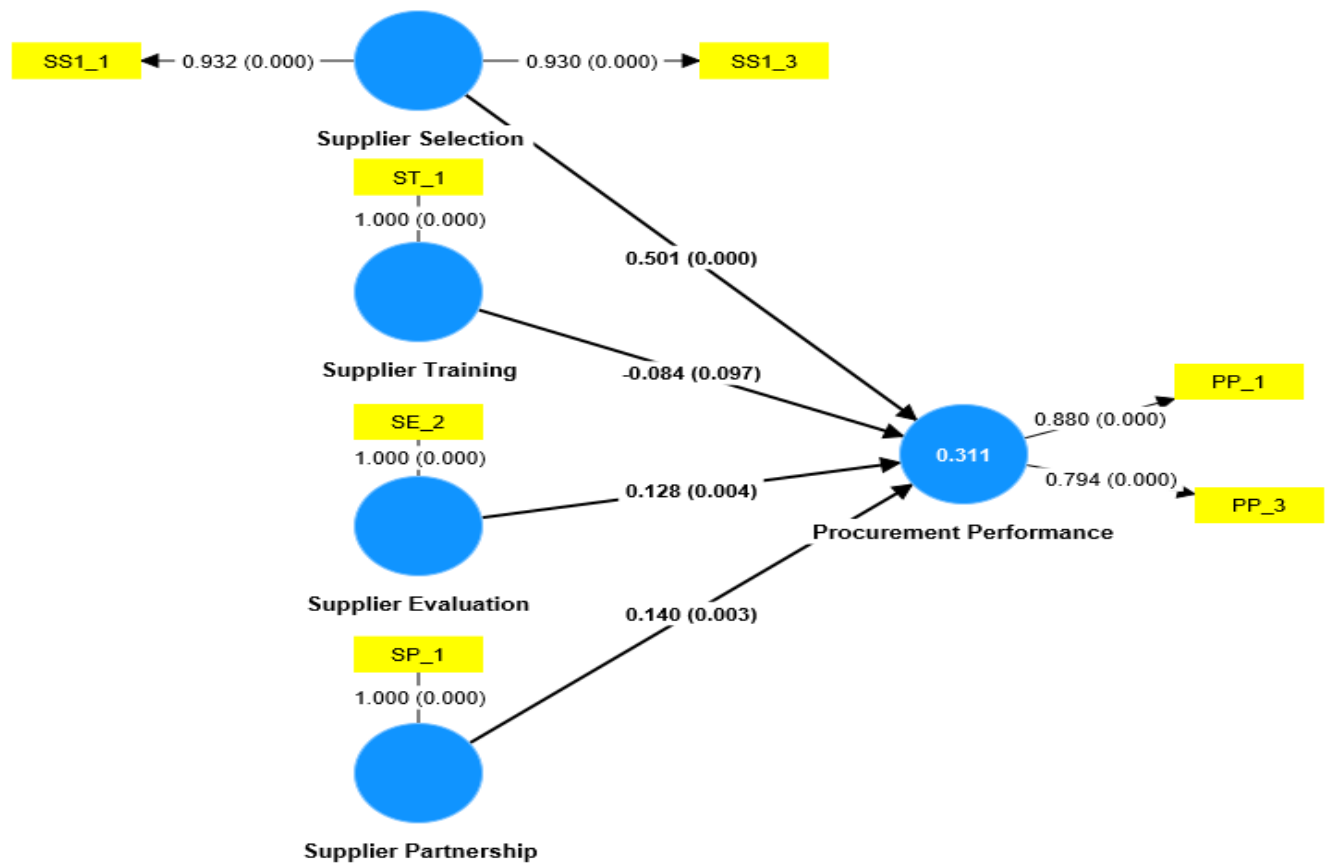 SS1_1
0.932 (0.000)
0.930 (0.000)
SS1_3
Supplier Selection
ST_1
1.000 (0.000)
0.501 (0.000)
Supplier Training
-0.084 (0.097)
PP_1
0.880 (0.000)
SE_2
1.000 (0.000)
0.311
0.128 (0.004)
0.794 (0.000)
PP_3
Procurement Performance
Supplier Evaluation
0.140 (0.003)
SP_1
1.000 (0.000)
Supplier Partnership